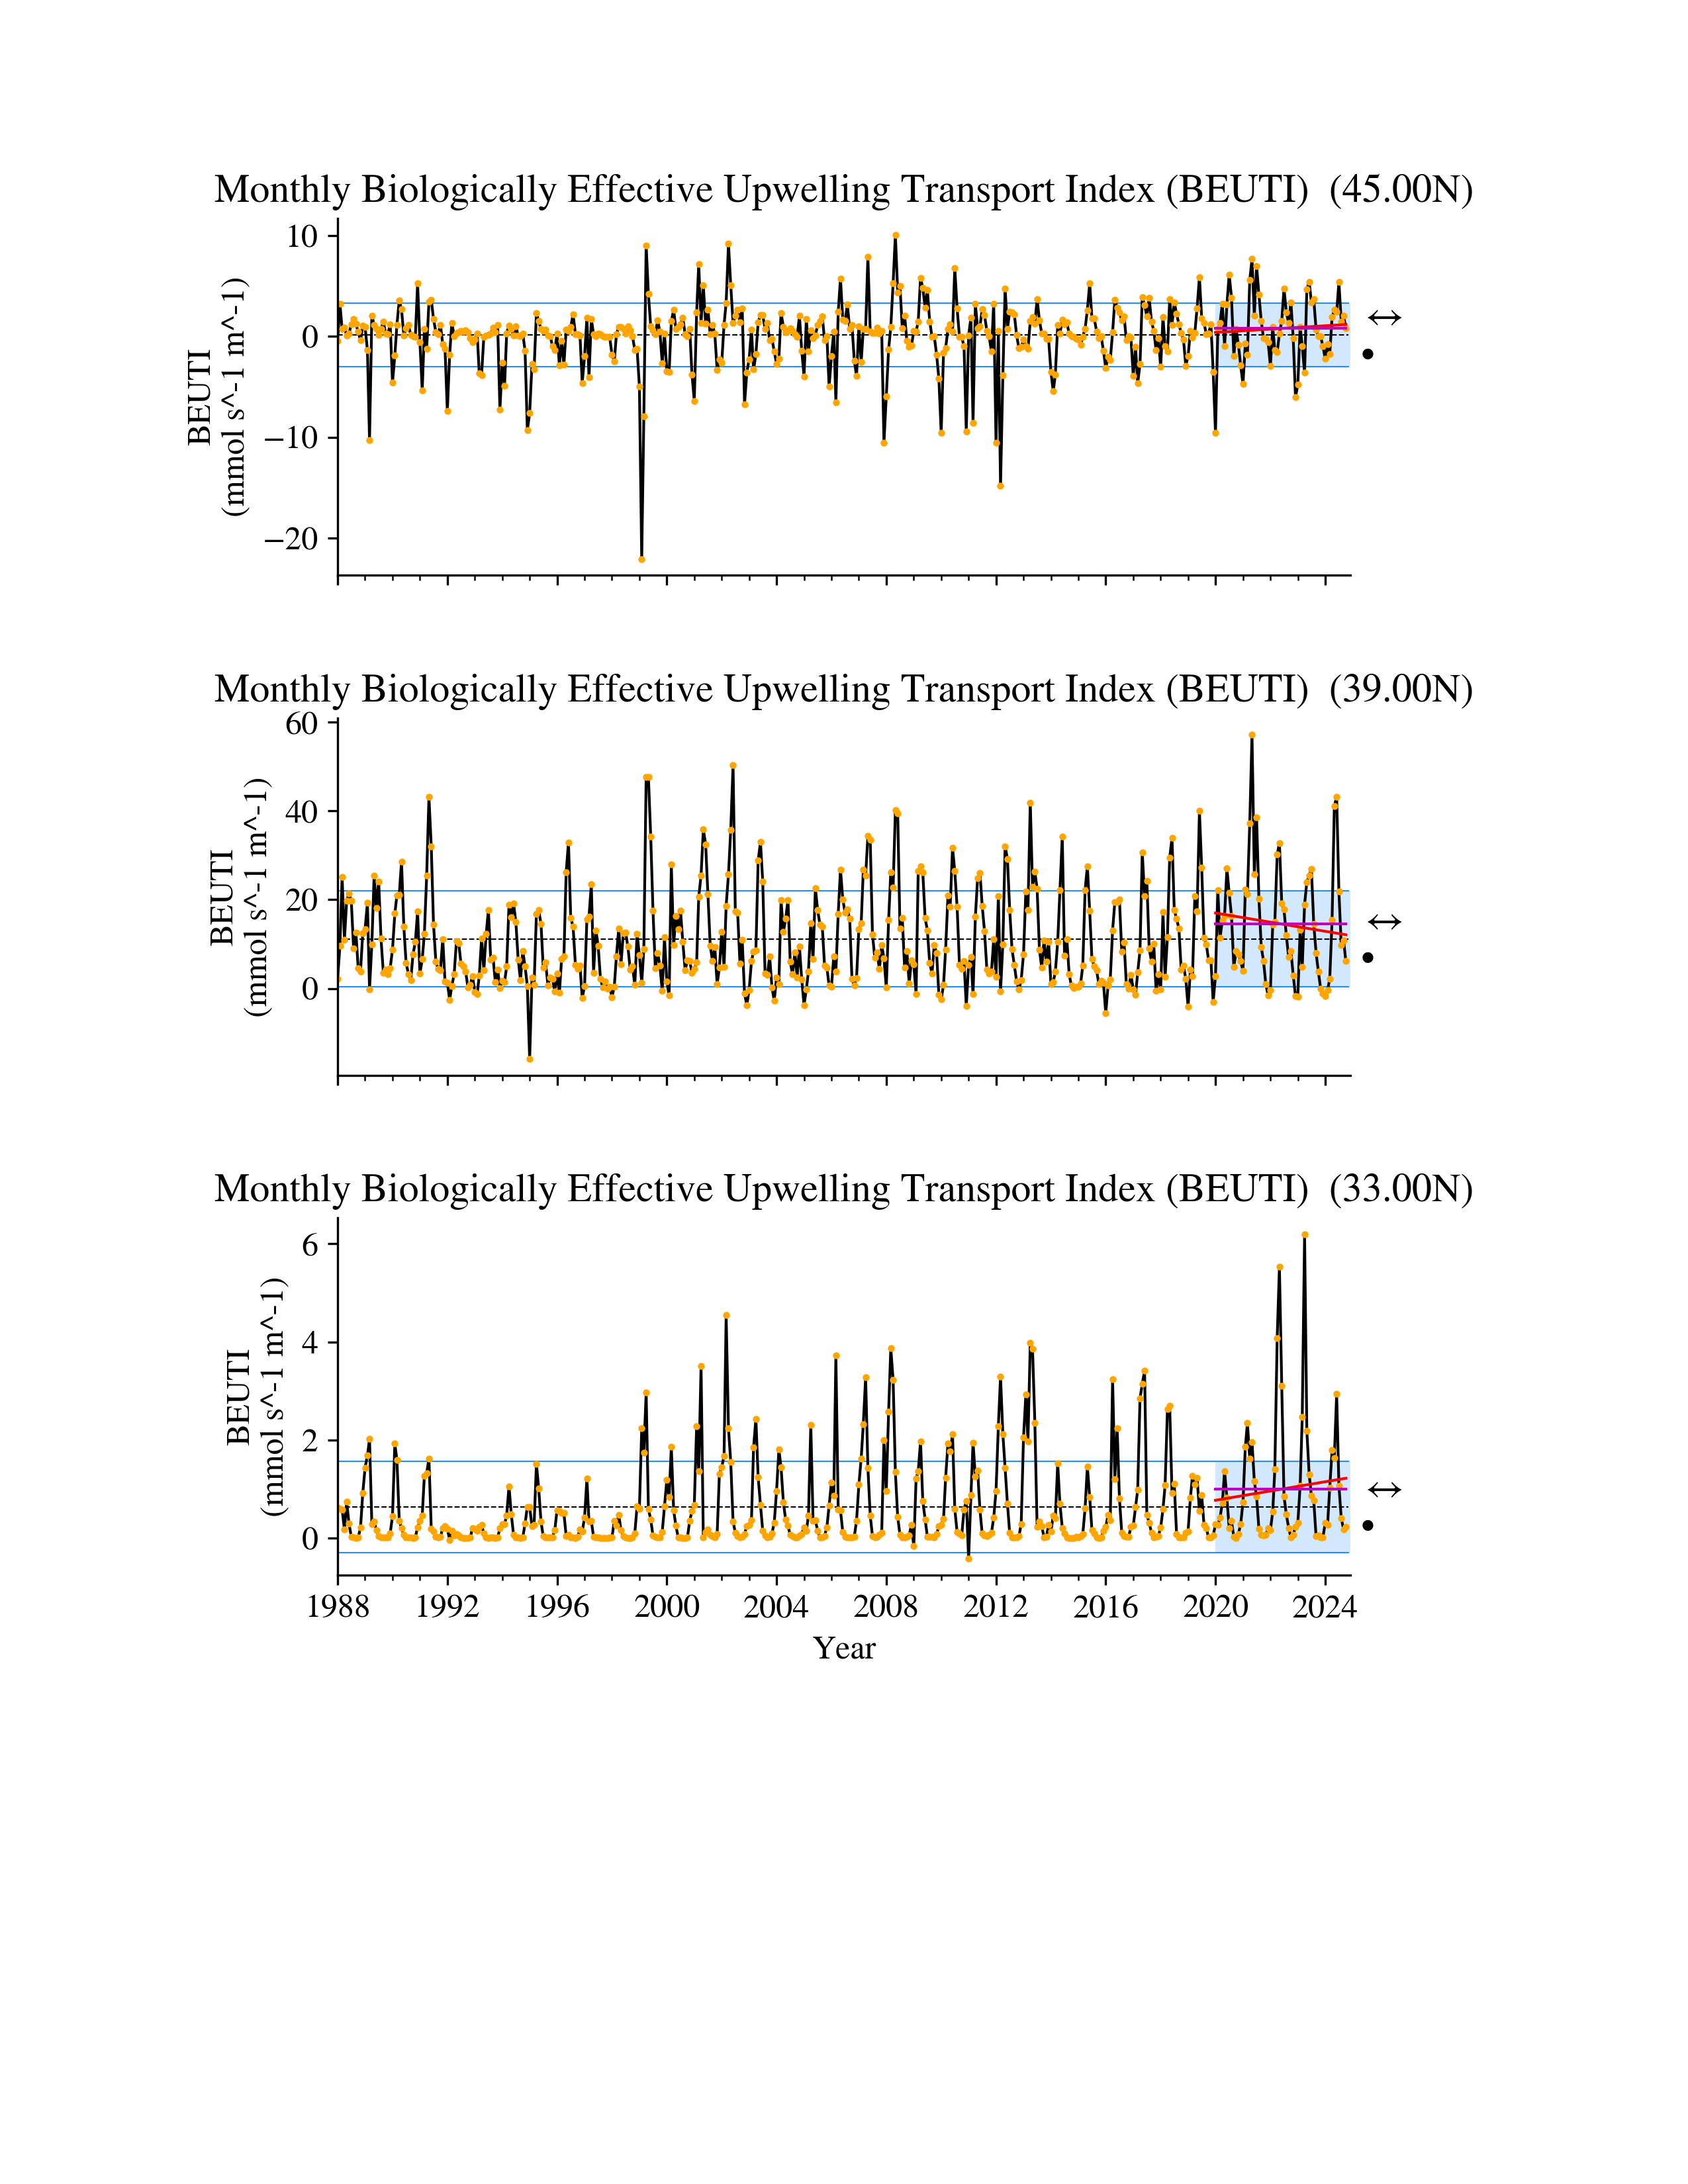 Monthly Biologically Effective Upwelling Transport Index (BEUTI)  (45.00N)
10
0
−10
−20
BEUTI
(mmol s^-1 m^-1)
↔
•
Monthly Biologically Effective Upwelling Transport Index (BEUTI)  (39.00N)
60
40
20
0
BEUTI
(mmol s^-1 m^-1)
↔
•
Monthly Biologically Effective Upwelling Transport Index (BEUTI)  (33.00N)
6
4
2
0
BEUTI
(mmol s^-1 m^-1)
↔
•
1988 1992 1996 2000 2004 2008 2012 2016 2020 2024
Year